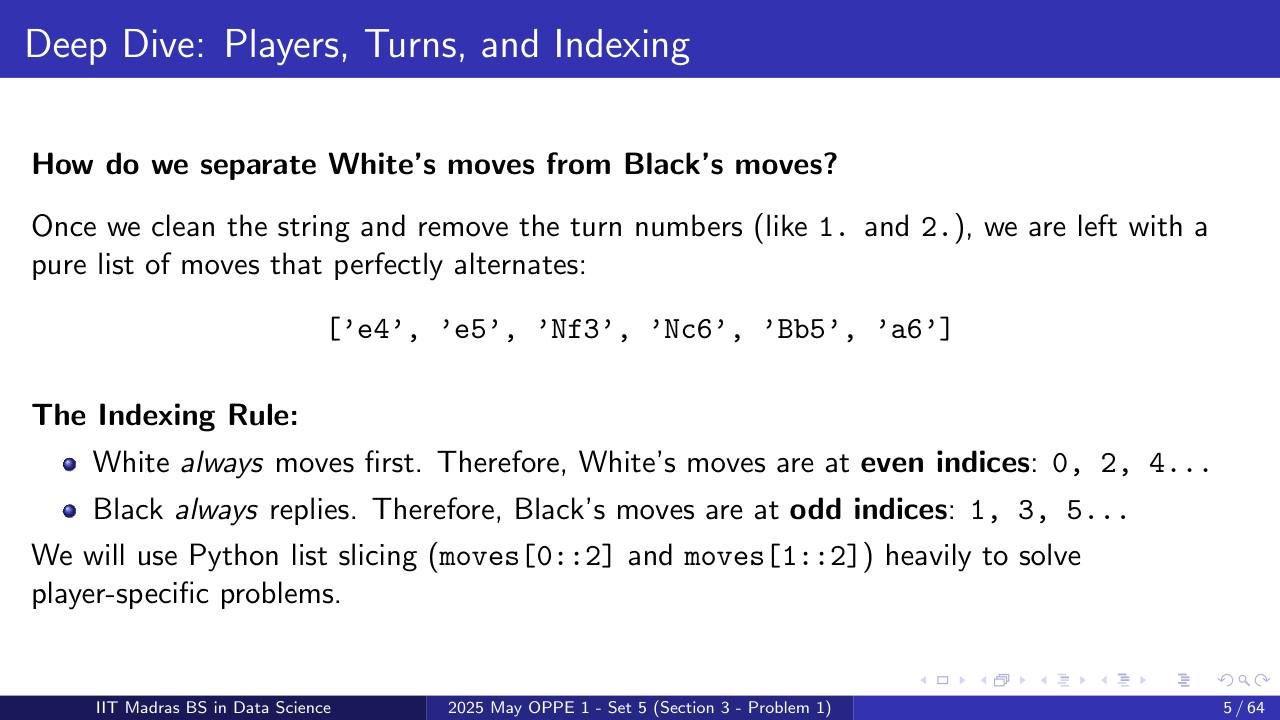 Deep Dive: Players, Turns, and Indexing
How do we separate White's moves from Black's moves?
Once we clean the string and remove the turn numbers (like 1. and 2.), we are left with a
pure list of moves that perfectly alternates:
['e4', 'e5', 'Nf3', 'Nc6', 'Bb5', 'a6']
The Indexing Rule:
White always moves first. Therefore, White's moves are at even indices: 0, 2, 4...
Black always replies. Therefore, Black's moves are at odd indices: 1, 3, 5...
We will use Python list slicing (moves[0::2] and moves[1::2]) heavily to solve
player-specific problems.
IIT Madras BS in Data Science
2025 May OPPE 1 - Set 5 (Section 3 - Problem 1)
5 / 64